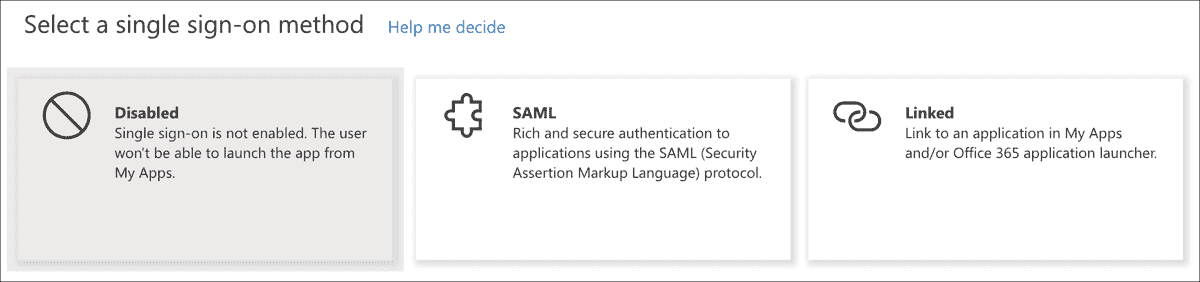 Select a single sign-on method Help me decide
Disabled
Single sign-on is not enabled. The user
won't be able to launch the app from
My Apps.
SAML
Rich and secure authentication to
applications using the SAML (Security
Assertion Markup Language) protocol.
Linked
Link to an application in My Apps
and/or Office 365 application launcher.